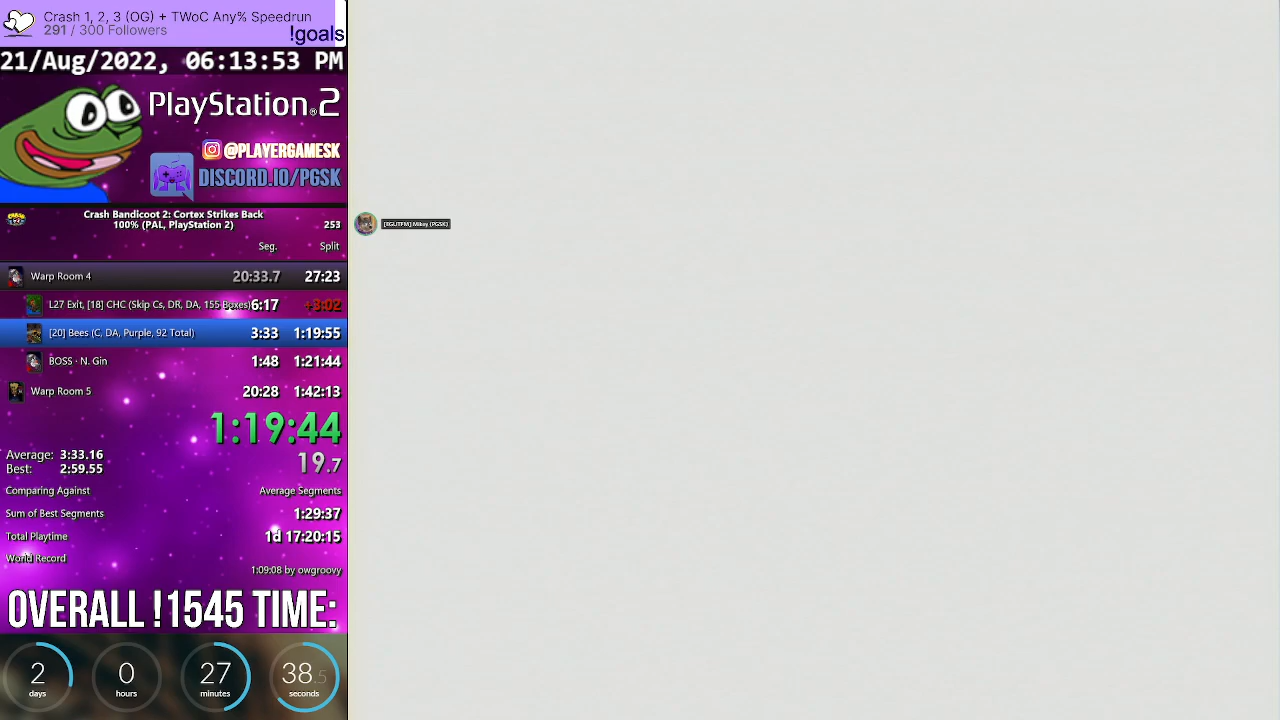 Crash 1, 2, 3 (OG) + TWoC Any% Speedrun
291 / 300 Followers
!goals
21/Aug/2022, 06:13:53 PM
PlayStation®2
@PLAYERGAMESK
DISCORD.IO/PGSK
Crash Bandicoot 2: Cortex Strikes Back
100% (PAL, PlayStation 2)
253
Seg. Split
Warp Room 4 20:33.7 27:23
L27 Exit, [18] CHC (Skip Cs, DR, DA, 155 Boxes) 6:17 +3:02
[20] Bees (C, DA, Purple, 92 Total) 3:33 1:19:55
BOSS · N. Gin 1:48 1:21:44
Warp Room 5 20:28 1:42:13
1:19:44
Average: 3:33.16
Best: 2:59.55
19.7
Comparing Against Average Segments
Sum of Best Segments 1:29:37
Total Playtime 1d 17:20:15
World Record
1:09:08 by owgroovy
OVERALL !1545 TIME:
2 0 27 38.5
days hours minutes seconds